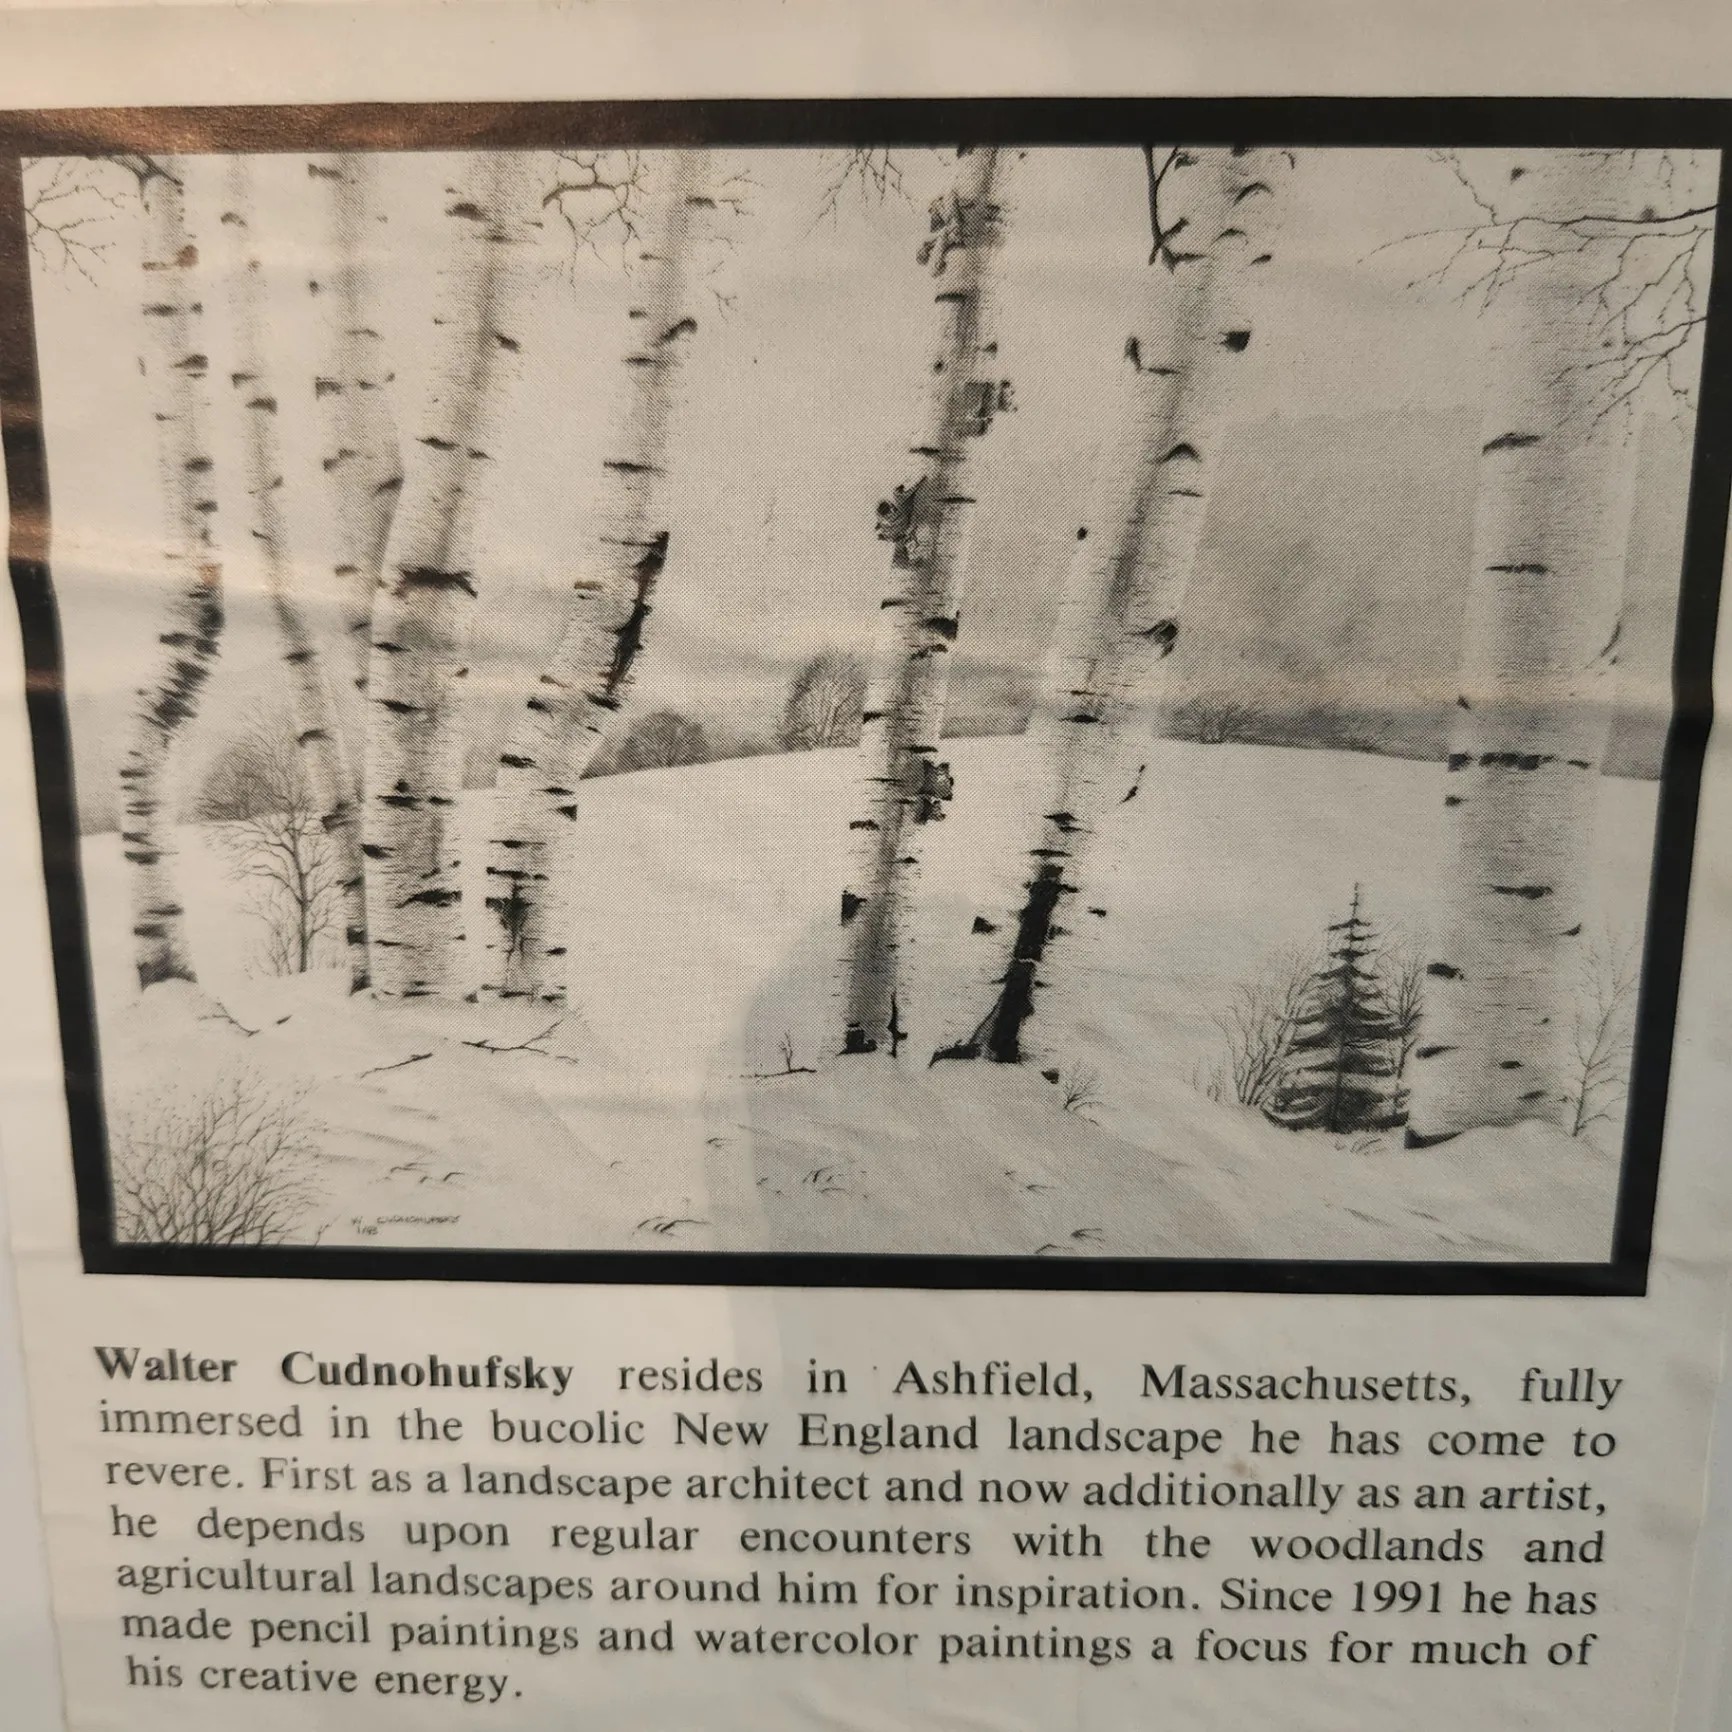 Walter Cudnohufsky resides in Ashfield, Massachusetts, fully
immersed in the bucolic New England landscape he has come to
revere. First as a landscape architect and now additionally as an artist,
he depends upon regular encounters with the woodlands and
agricultural landscapes around him for inspiration. Since 1991 he has
made pencil paintings and watercolor paintings a focus for much of
his creative energy.